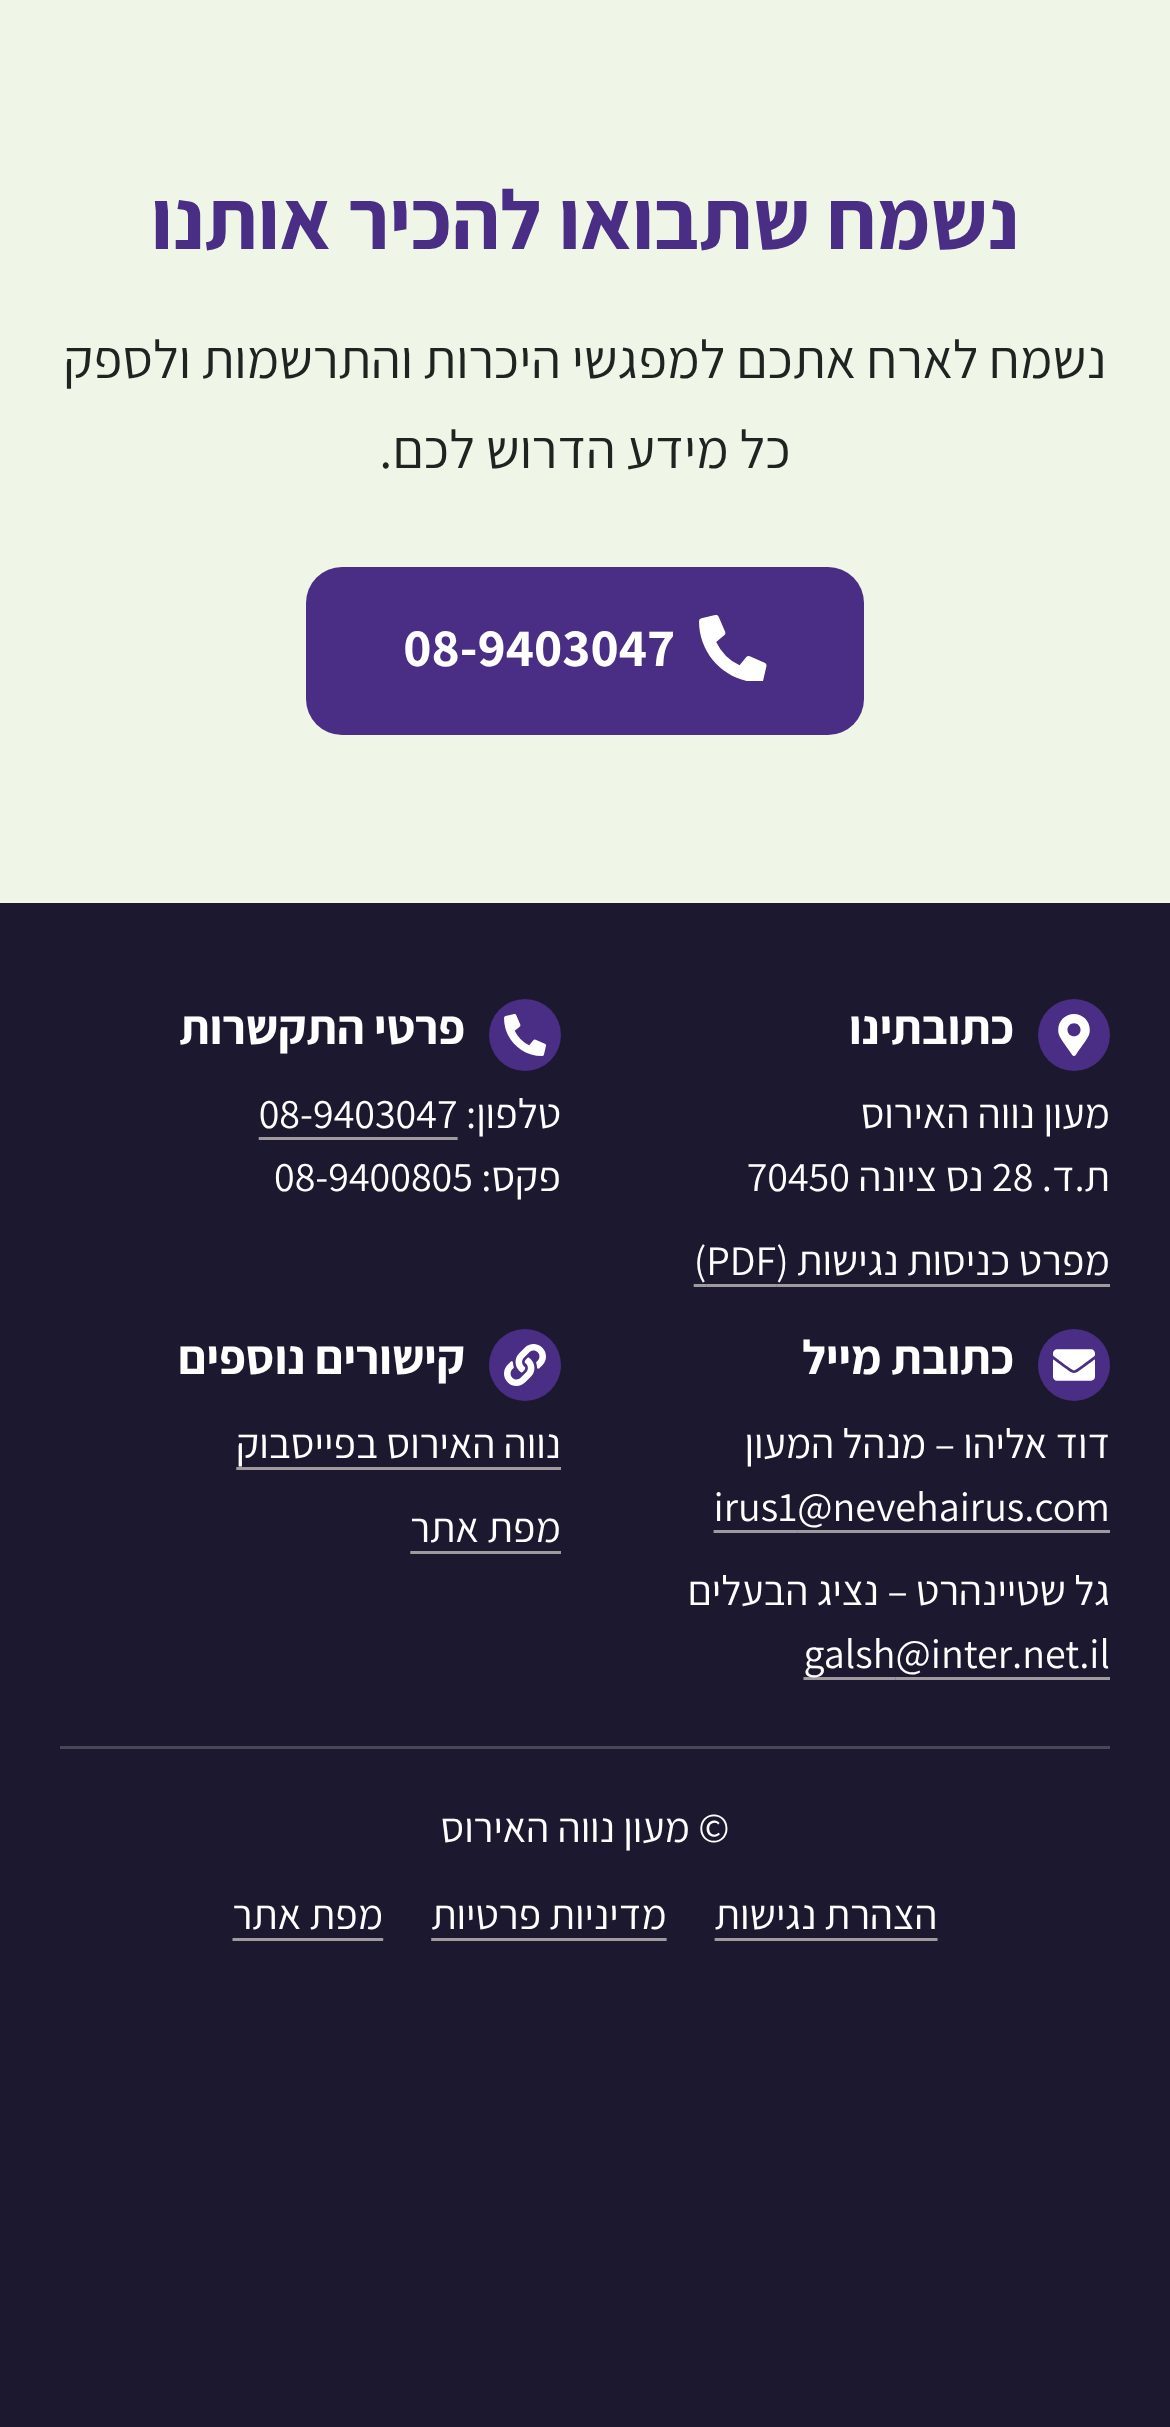 נשמח שתבואו להכיר אותנו
נשמח לארח אתכם למפגשי היכרות והתרשמות ולספק
כל מידע הדרוש לכם.
08-9403047
כתובתינו
מעון נווה האירוס
ת.ד. 28 נס ציונה 70450
מפרט כניסות נגישות (PDF)
פרטי התקשרות
טלפון: 08-9403047
פקס: 08-9400805
כתובת מייל
דוד אליהו – מנהל המעון
irus1@nevehairus.com
גל שטיינהרט – נציג הבעלים
galsh@inter.net.il
קישורים נוספים
נווה האירוס בפייסבוק
מפת אתר
© מעון נווה האירוס
הצהרת נגישות מדיניות פרטיות מפת אתר